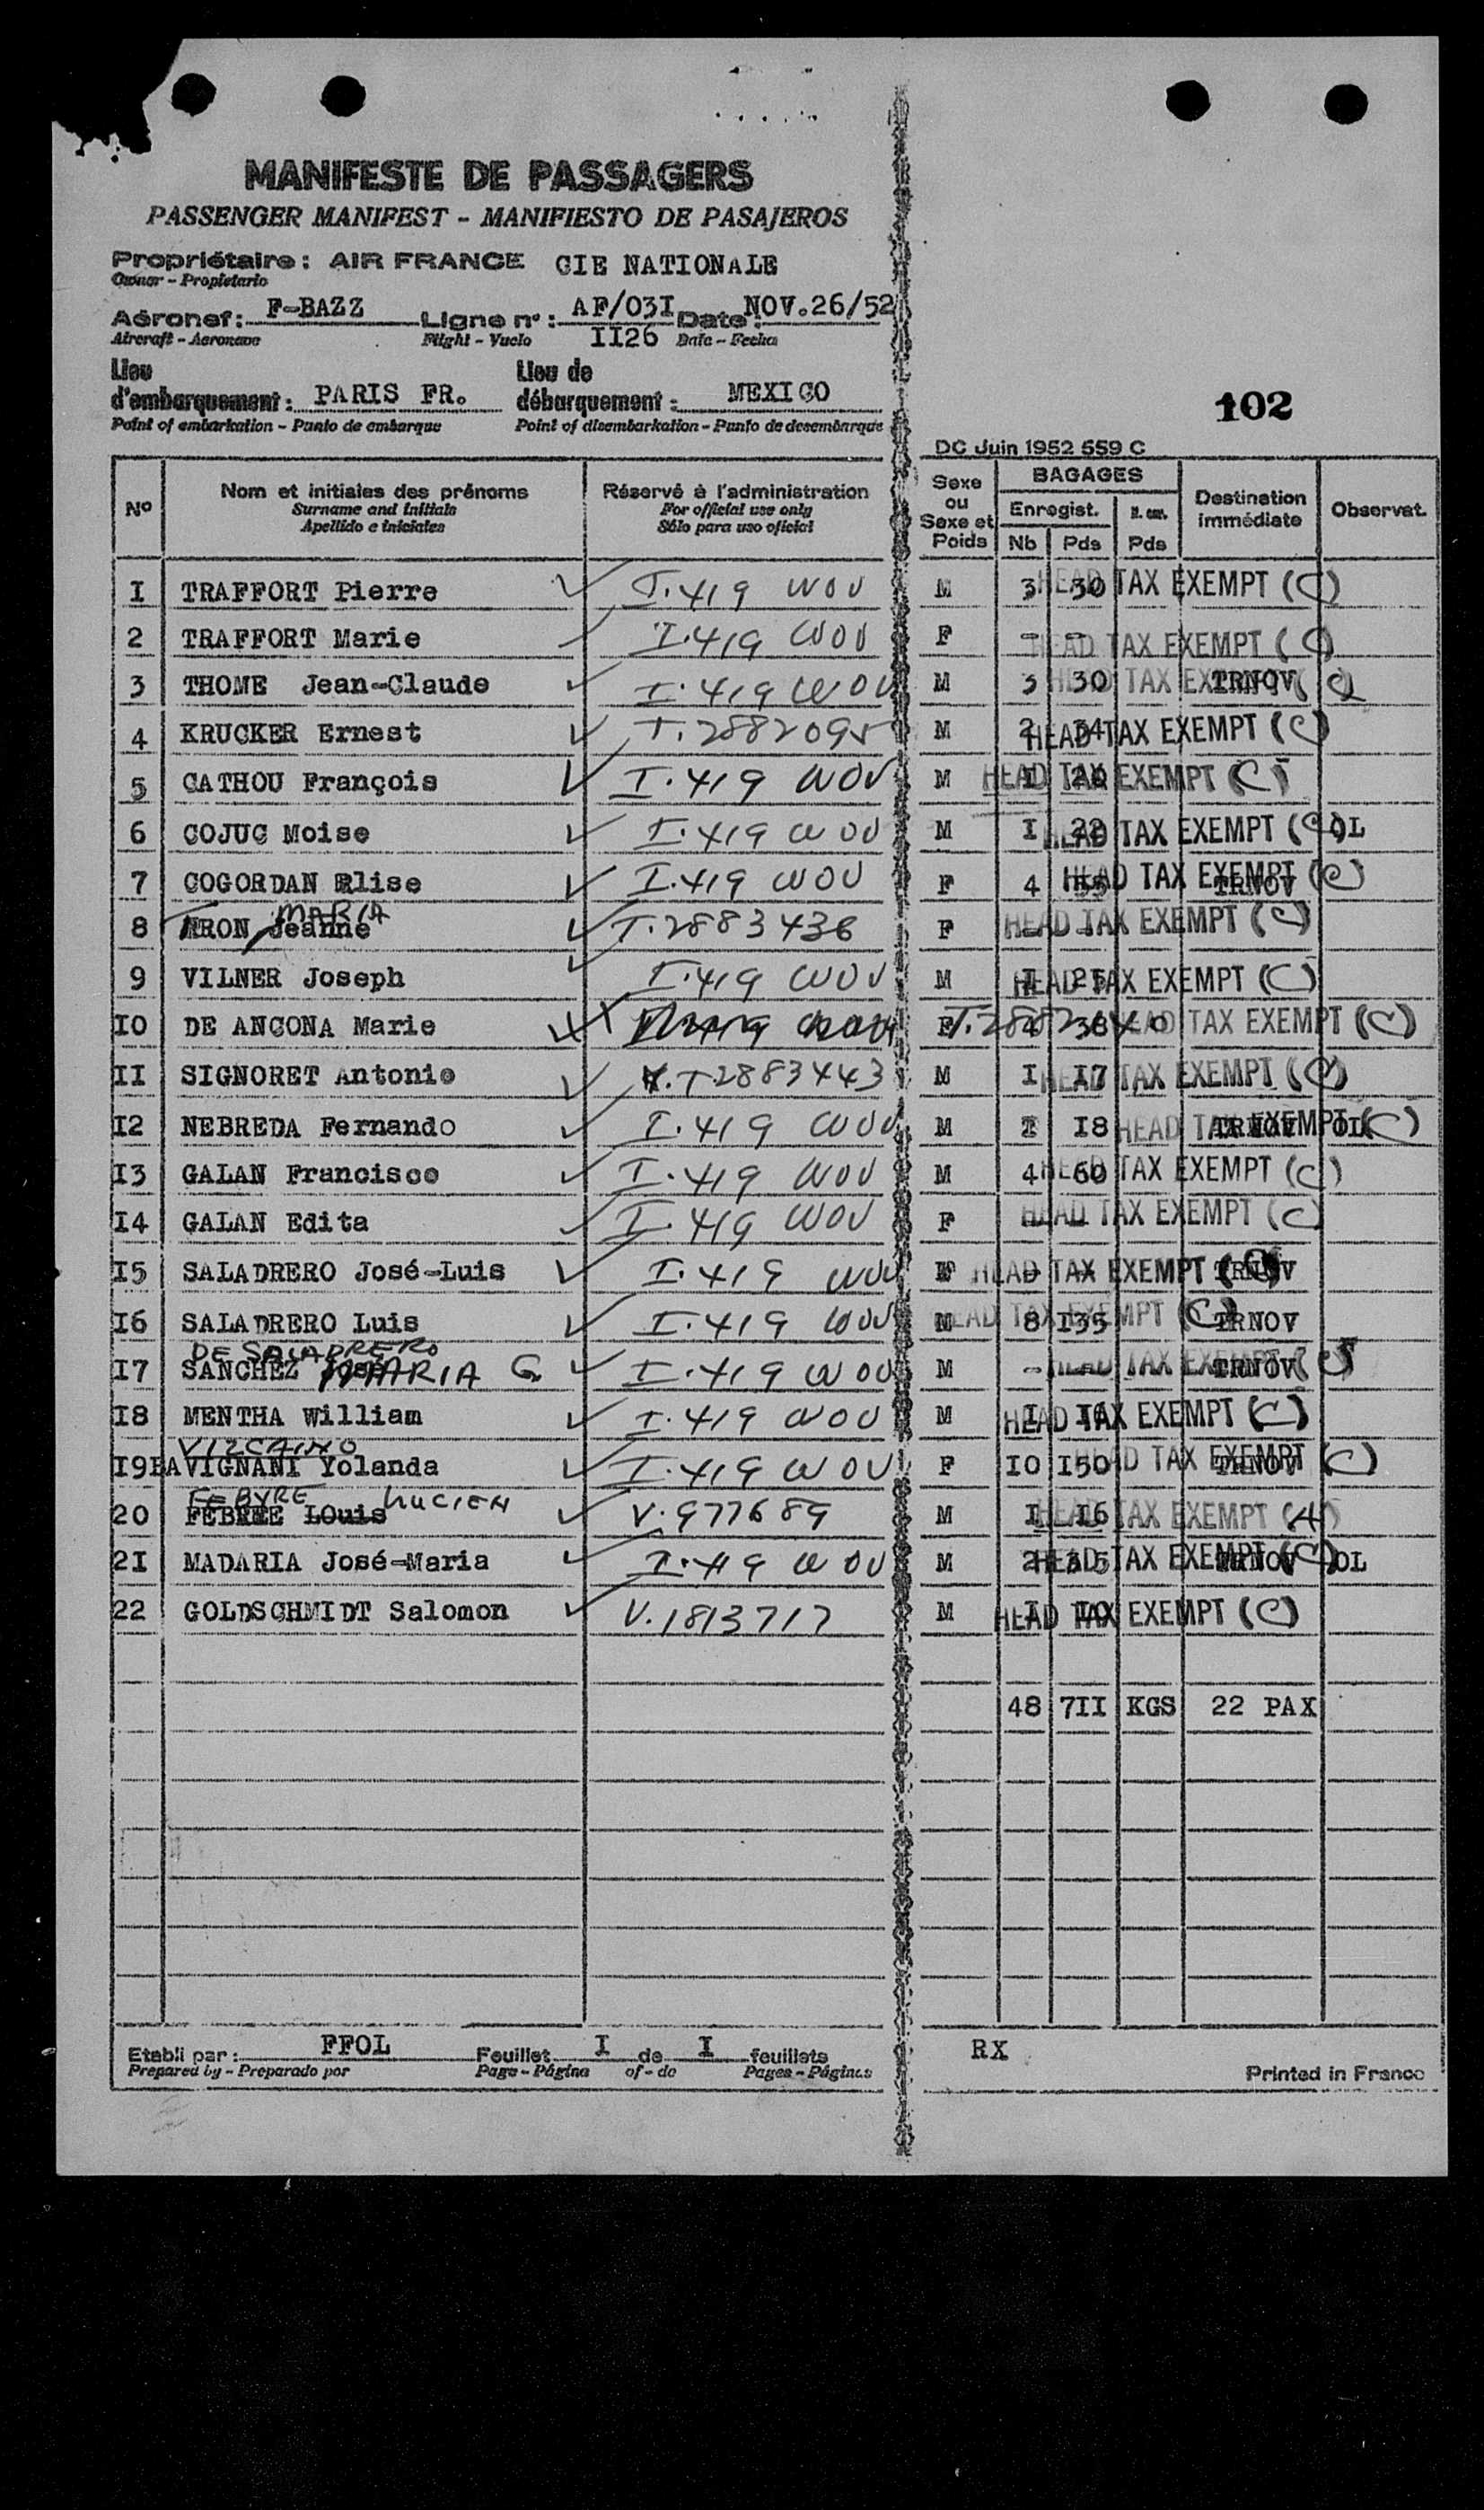 MANIFESTE DE PASSAGERS
PASSENGER MANIFEST - MANIFIESTO DE PASAJEROS
Propriétaire : AIR FRANCE CIE NATIONALE
Owner - Propietario
Aéronef : F-BAZZ Ligne n° : AF/03I Date : NOV.26/52
Aircraft - Aeronave Flight - Vuelo II26 Date - Fecha
Lieu d'embarquement : PARIS FR. Lieu de débarquement : MEXICO
Point of embarkation - Punto de embarque Point of disembarkation - Punto de desembarque
102
DC Juin 1952 559 C
N° Nom et initiales des prénoms Réservé à l'administration Sexe ou Sexe et Poids BAGAGES Destination immédiate Observat.
Surname and initials For official use only Enregist.
Apellido e iniciales Sólo para uso oficial Nb Pds Pds
I TRAFFORT Pierre I.419 WOU M 3 30 HEAD TAX EXEMPT (C)
2 TRAFFORT Marie I.419 WOU F - - HEAD TAX EXEMPT (C)
3 THOME Jean-Claude I.419 WOU M 3 30 HEAD TAX EXEMPT TRNOV
4 KRUCKER Ernest T.2882095 M HEAD TAX EXEMPT (C)
5 CATHOU François I.419 WOU M I 20 HEAD TAX EXEMPT (C)
6 COJUC Moise I.419 WOU M I 22 HEAD TAX EXEMPT (C) OL
7 COGORDAN Elise I.419 WOU F 4 HEAD TAX EXEMPT (C) TRNOV
8 ARON Jeanne MARIA T.2883436 F HEAD TAX EXEMPT (C)
9 VILNER Joseph I.419 WOU M I HEAD TAX EXEMPT (C)
IO DE ANCONA Marie F 38 HEAD TAX EXEMPT (C)
II SIGNORET Antonio T2883443 M I I7 HEAD TAX EXEMPT (C)
I2 NEBREDA Fernando I.419 WOU M I I8 HEAD TAX EXEMPT (C) TRNOV OL
I3 GALAN Francisco I.419 WOU M 4 60 HEAD TAX EXEMPT (C)
I4 GALAN Edita I.419 WOU F HEAD TAX EXEMPT (C)
I5 SALADRERO José-Luis I.419 WOU HEAD TAX EXEMPT TRNOV
I6 SALADRERO Luis I.419 WOU M 8 I35 HEAD TAX EXEMPT (C) TRNOV
DE SALADRERO
I7 SANCHEZ MARIA G I.419 WOU M - HEAD TAX EXEMPT (C) TRNOV
I8 MENTHA William I.419 WOU M I HEAD TAX EXEMPT (C)
VIZCAINO
I9 BAVIGNANI Yolanda I.419 WOU F IO I50 HEAD TAX EXEMPT (C) TRNOV
FEBVRE LUCIEN
20 FEBREE LOuis V.977689 M I I6 HEAD TAX EXEMPT (A)
2I MADARIA José-Maria I.419 WOU M 2 HEAD TAX EXEMPT (C) TRNOV OL
22 GOLDSCHMIDT Salomon V.1813717 M I IO HEAD TAX EXEMPT (C)
48 7II KGS 22 PAX
Etabli par : FFOL Feuillet I de I feuillets RX
Prepared by - Preparado por Page - Página of - de Pages - Páginas
Printed in France